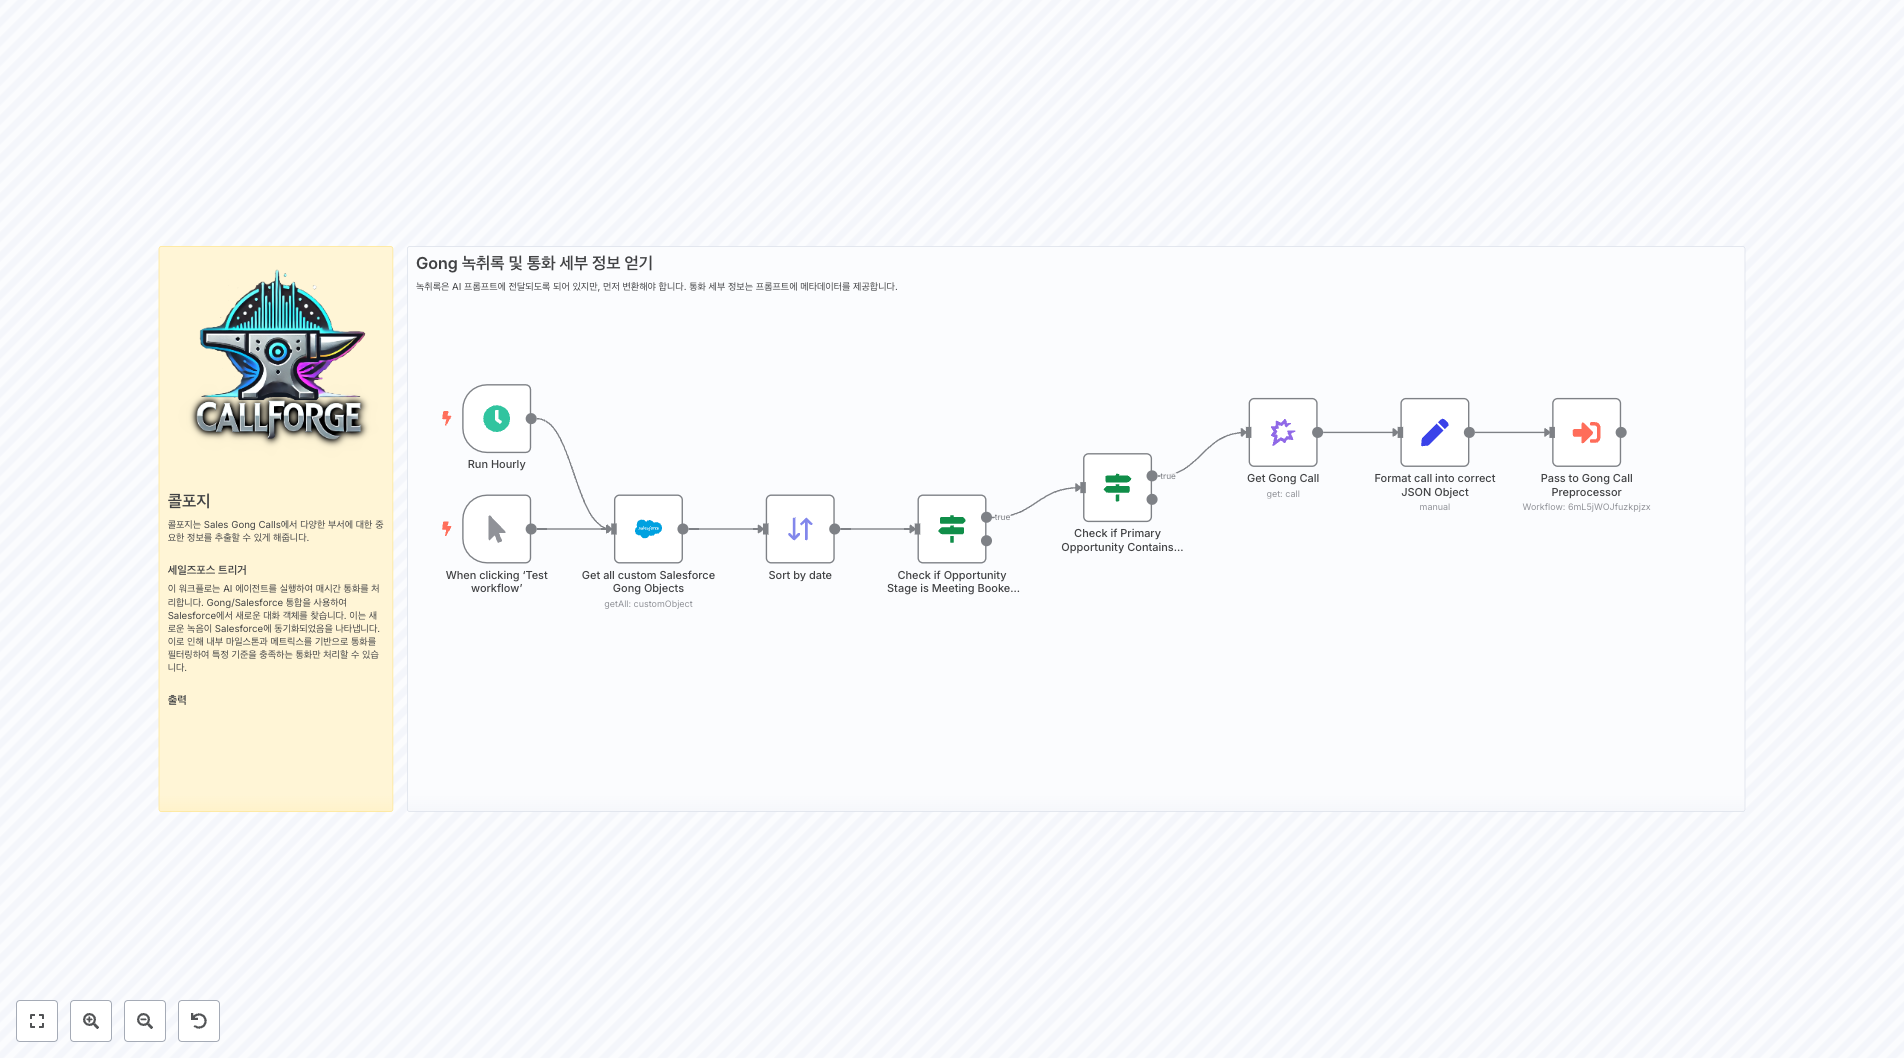 CALLFORGE
콜포지
콜포지는 Sales Gong Calls에서 다양한 부서에 대한 중
요한 정보를 추출할 수 있게 해줍니다.
세일즈포스 트리거
이 워크플로는 AI 에이전트를 실행하여 매시간 통화를 처
리합니다. Gong/Salesforce 통합을 사용하여
Salesforce에서 새로운 대화 객체를 찾습니다. 이는 새
로운 녹음이 Salesforce에 동기화되었음을 나타냅니다.
이로 인해 내부 마일스톤과 메트릭스를 기반으로 통화를
필터링하여 특정 기준을 충족하는 통화만 처리할 수 있습
니다.
출력
Gong 녹취록 및 통화 세부 정보 얻기
녹취록은 AI 프롬프트에 전달되도록 되어 있지만, 먼저 변환해야 합니다. 통화 세부 정보는 프롬프트에 메타데이터를 제공합니다.
Run Hourly
When clicking ‘Test
workflow’
salesforce
Get all custom Salesforce
Gong Objects
getAll: customObject
Sort by date
true
Check if Opportunity
Stage is Meeting Booke...
true
Check if Primary
Opportunity Contains...
Get Gong Call
get: call
Format call into correct
JSON Object
manual
Pass to Gong Call
Preprocessor
Workflow: 6mL5jWOJfuzkpjzx